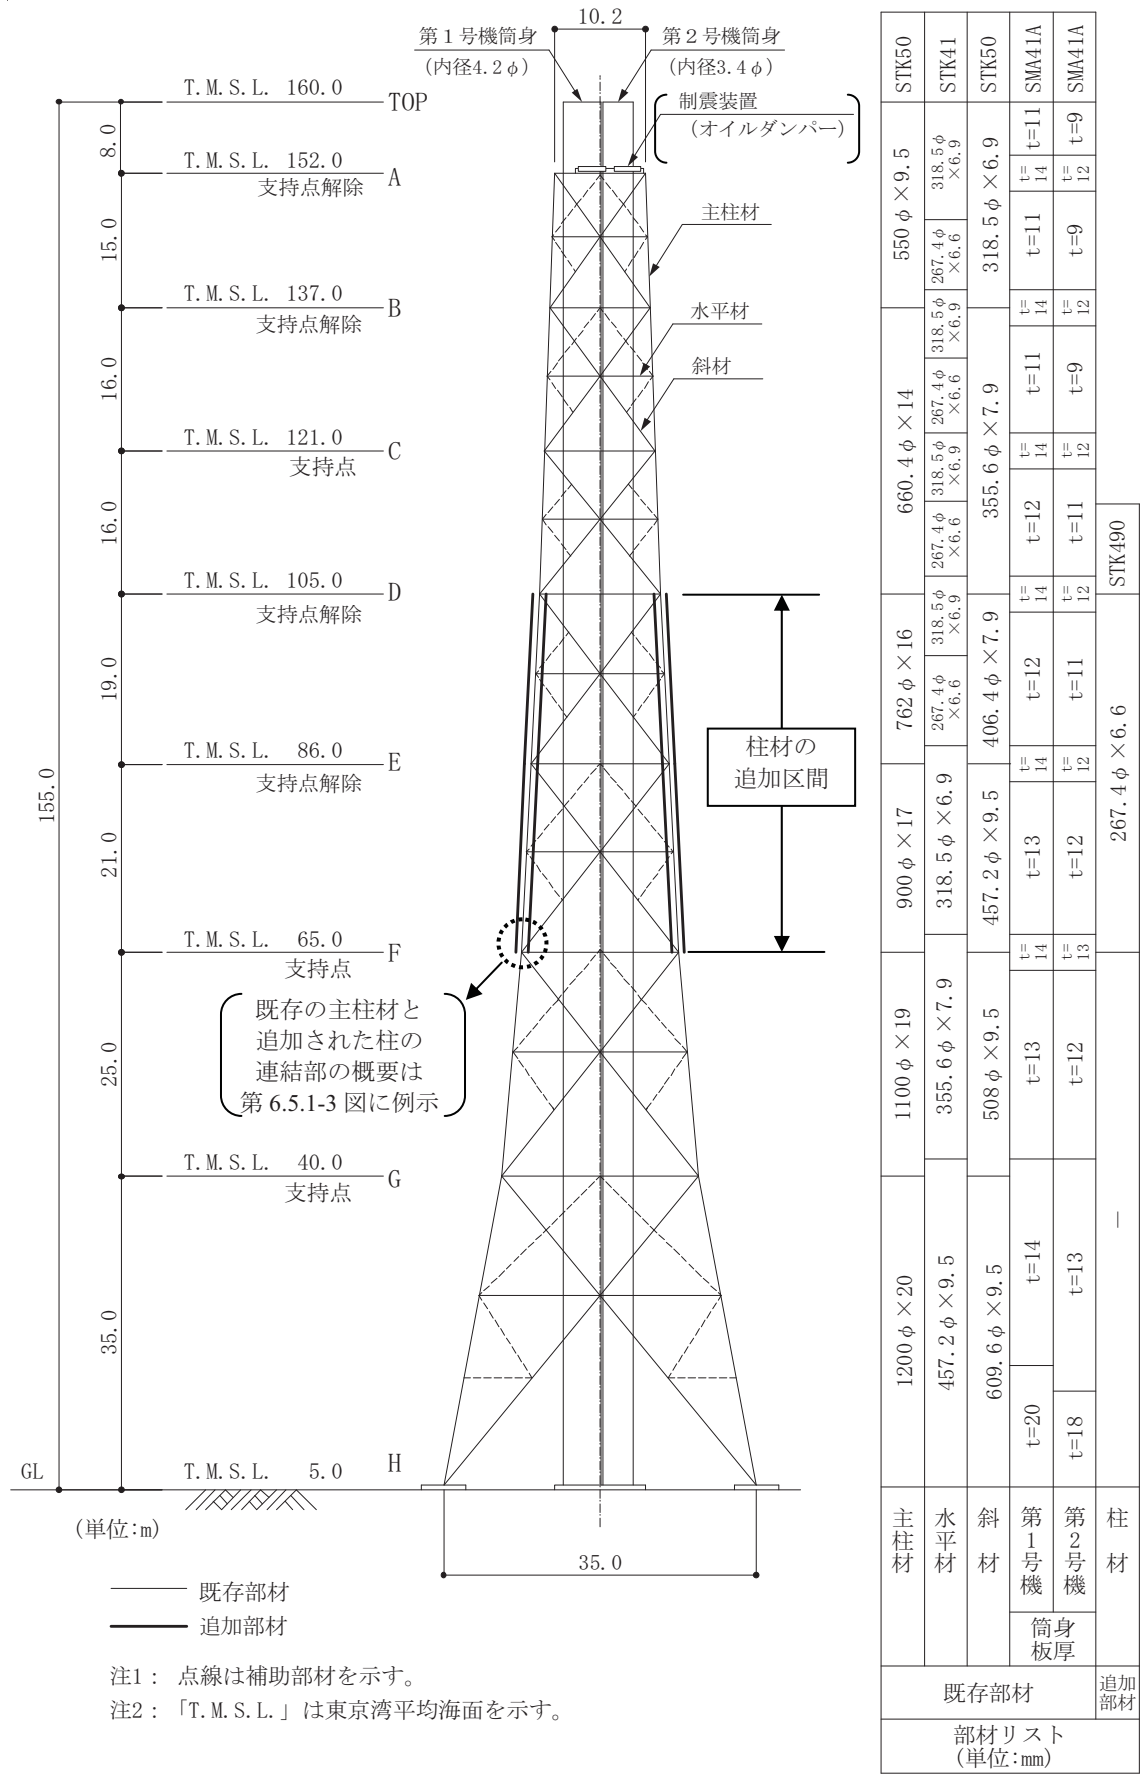 10.2
第１号機筒身
(内径4.2φ)
第２号機筒身
(内径3.4φ)
制震装置
(オイルダンパー)
T.M.S.L. 160.0
TOP
8.0
T.M.S.L. 152.0
支持点解除
A
15.0
主柱材
T.M.S.L. 137.0
支持点解除
B
水平材
16.0
斜材
T.M.S.L. 121.0
支持点
C
16.0
T.M.S.L. 105.0
支持点解除
D
19.0
柱材の
追加区間
T.M.S.L. 86.0
支持点解除
E
155.0
21.0
T.M.S.L. 65.0
支持点
F
既存の主柱材と
追加された柱の
連結部の概要は
第 6.5.1-3 図に例示
25.0
T.M.S.L. 40.0
支持点
G
35.0
GL
T.M.S.L. 5.0
H
(単位:m)
35.0
既存部材
追加部材
注1： 点線は補助部材を示す。
注2：「T.M.S.L.」は東京湾平均海面を示す。
STK50
550φ×9.5
660.4φ×14
762φ×16
900φ×17
1100φ×19
1200φ×20
主柱材
STK41
318.5φ
×6.9
267.4φ
×6.6
318.5φ
×6.9
267.4φ
×6.6
318.5φ
×6.9
267.4φ
×6.6
318.5φ
×6.9
267.4φ
×6.6
318.5φ×6.9
355.6φ×7.9
457.2φ×9.5
水平材
STK50
318.5φ×6.9
355.6φ×7.9
406.4φ×7.9
457.2φ×9.5
508φ×9.5
609.6φ×9.5
斜材
SMA41A
t=11
t=
14
t=11
t=
14
t=11
t=
14
t=12
t=
14
t=12
t=
14
t=13
t=
14
t=13
t=14
t=20
第1号機
SMA41A
t=9
t=
12
t=9
t=
12
t=9
t=
12
t=11
t=
12
t=11
t=
12
t=12
t=
13
t=12
t=13
t=18
第2号機
筒身
板厚
STK490
267.4φ×6.6
－
柱材
既存部材
追加
部材
部材リスト
(単位:mm)